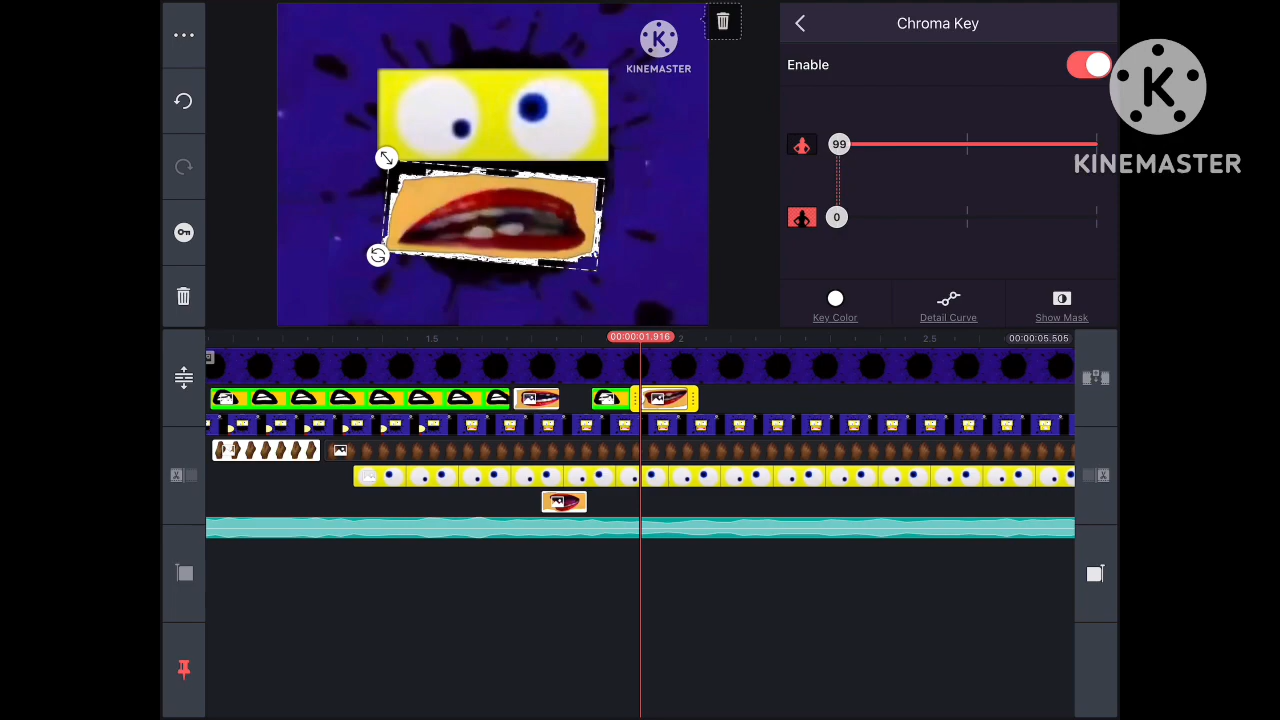 Chroma Key
KINEMASTER
Enable
99
KINEMASTER
0
Key Color
Detail Curve
Show Mask
00:00:01.916
1.5
2
2.5
00:00:05.505